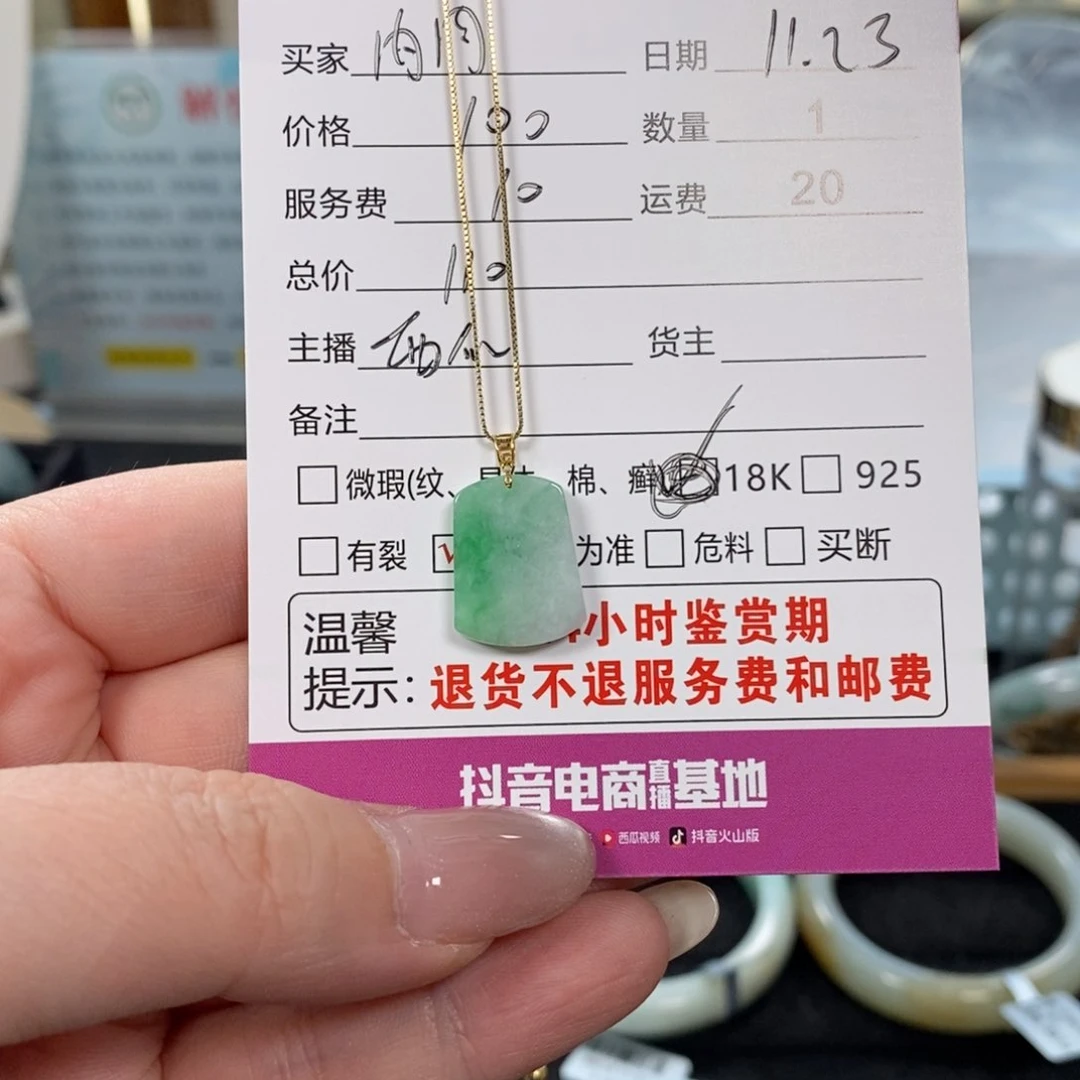 买家 内周 日期 11.23
价格 100 数量 1
服务费 10 运费 20
总价 110
主播 货主
备注
微瑕(纹、 棉、癣 18K 925
有裂 为准 危料 买断
温馨 小时鉴赏期
提示: 退货不退服务费和邮费
抖音电商直播基地
西瓜视频 抖音火山版